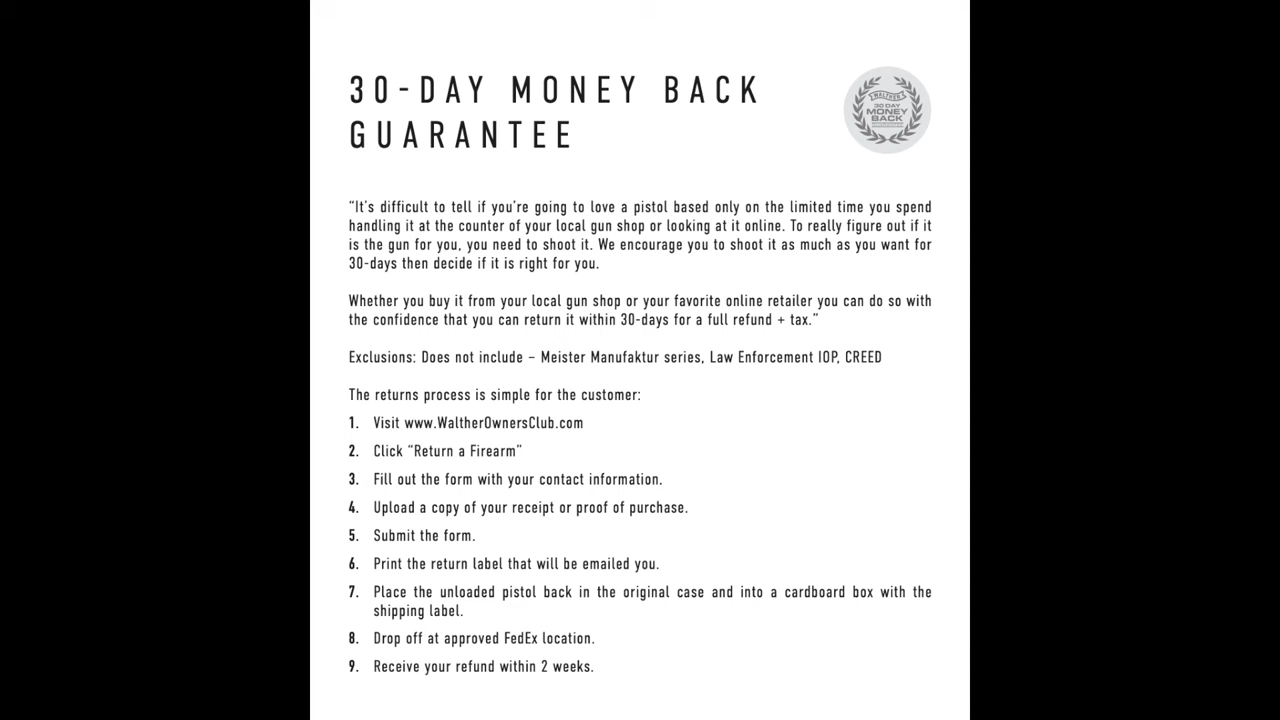 30-DAY MONEY BACK
GUARANTEE
WALTHER
30 DAY
MONEY
BACK
“It’s difficult to tell if you’re going to love a pistol based only on the limited time you spend
handling it at the counter of your local gun shop or looking at it online. To really figure out if it
is the gun for you, you need to shoot it. We encourage you to shoot it as much as you want for
30-days then decide if it is right for you.
Whether you buy it from your local gun shop or your favorite online retailer you can do so with
the confidence that you can return it within 30-days for a full refund + tax.”
Exclusions: Does not include – Meister Manufaktur series, Law Enforcement IOP, CREED
The returns process is simple for the customer:
1. Visit www.WaltherOwnersClub.com
2. Click “Return a Firearm”
3. Fill out the form with your contact information.
4. Upload a copy of your receipt or proof of purchase.
5. Submit the form.
6. Print the return label that will be emailed you.
7. Place the unloaded pistol back in the original case and into a cardboard box with the
shipping label.
8. Drop off at approved FedEx location.
9. Receive your refund within 2 weeks.